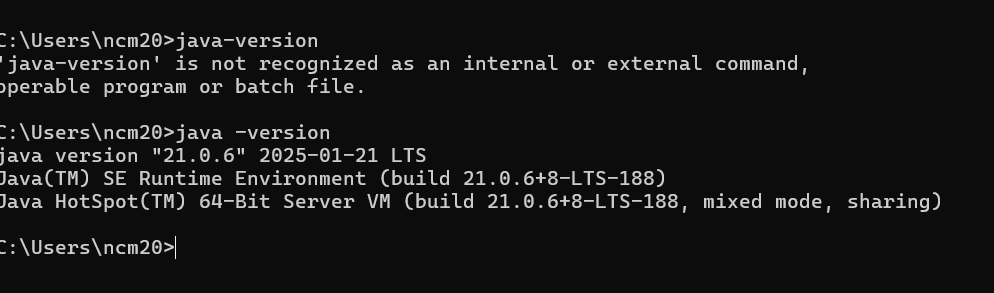 C:\Users\ncm20>java-version
'java-version' is not recognized as an internal or external command,
operable program or batch file.
C:\Users\ncm20>java -version
java version "21.0.6" 2025-01-21 LTS
Java(TM) SE Runtime Environment (build 21.0.6+8-LTS-188)
Java HotSpot(TM) 64-Bit Server VM (build 21.0.6+8-LTS-188, mixed mode, sharing)
C:\Users\ncm20>